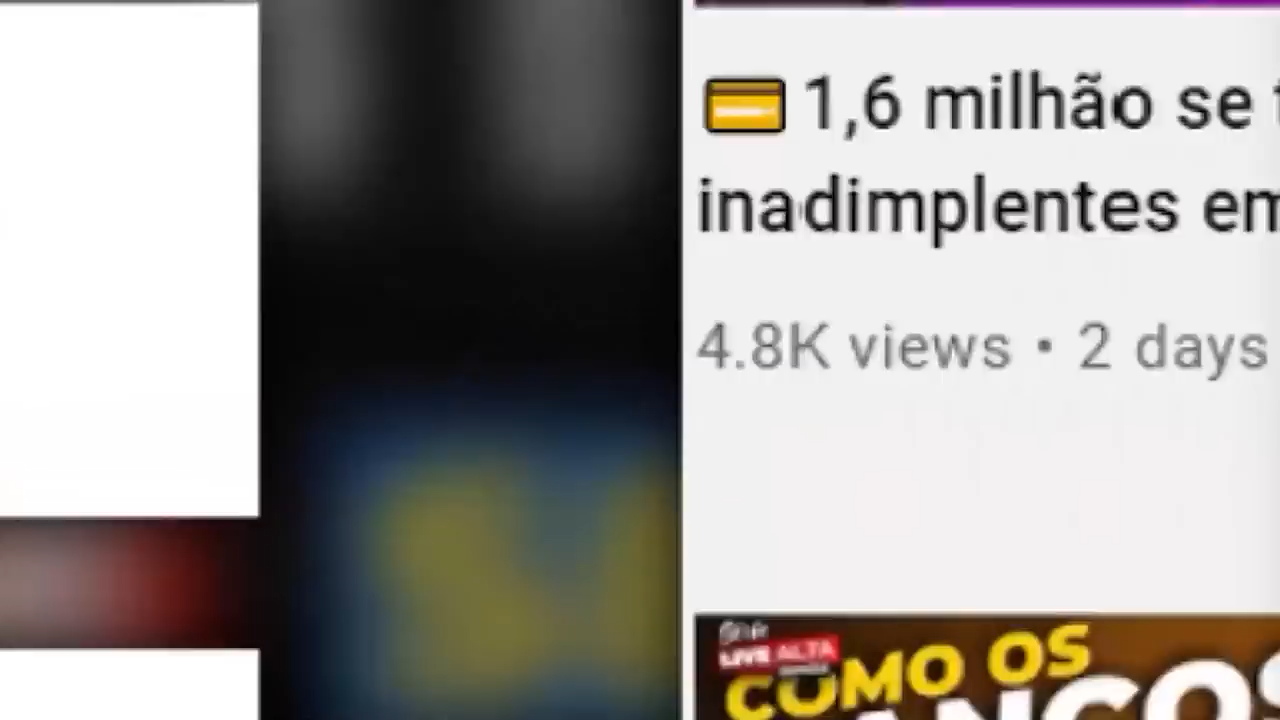 1,6 milhão se
inadimplentes em
4.8K views • 2 days
LIVE ALTA
COMO OS